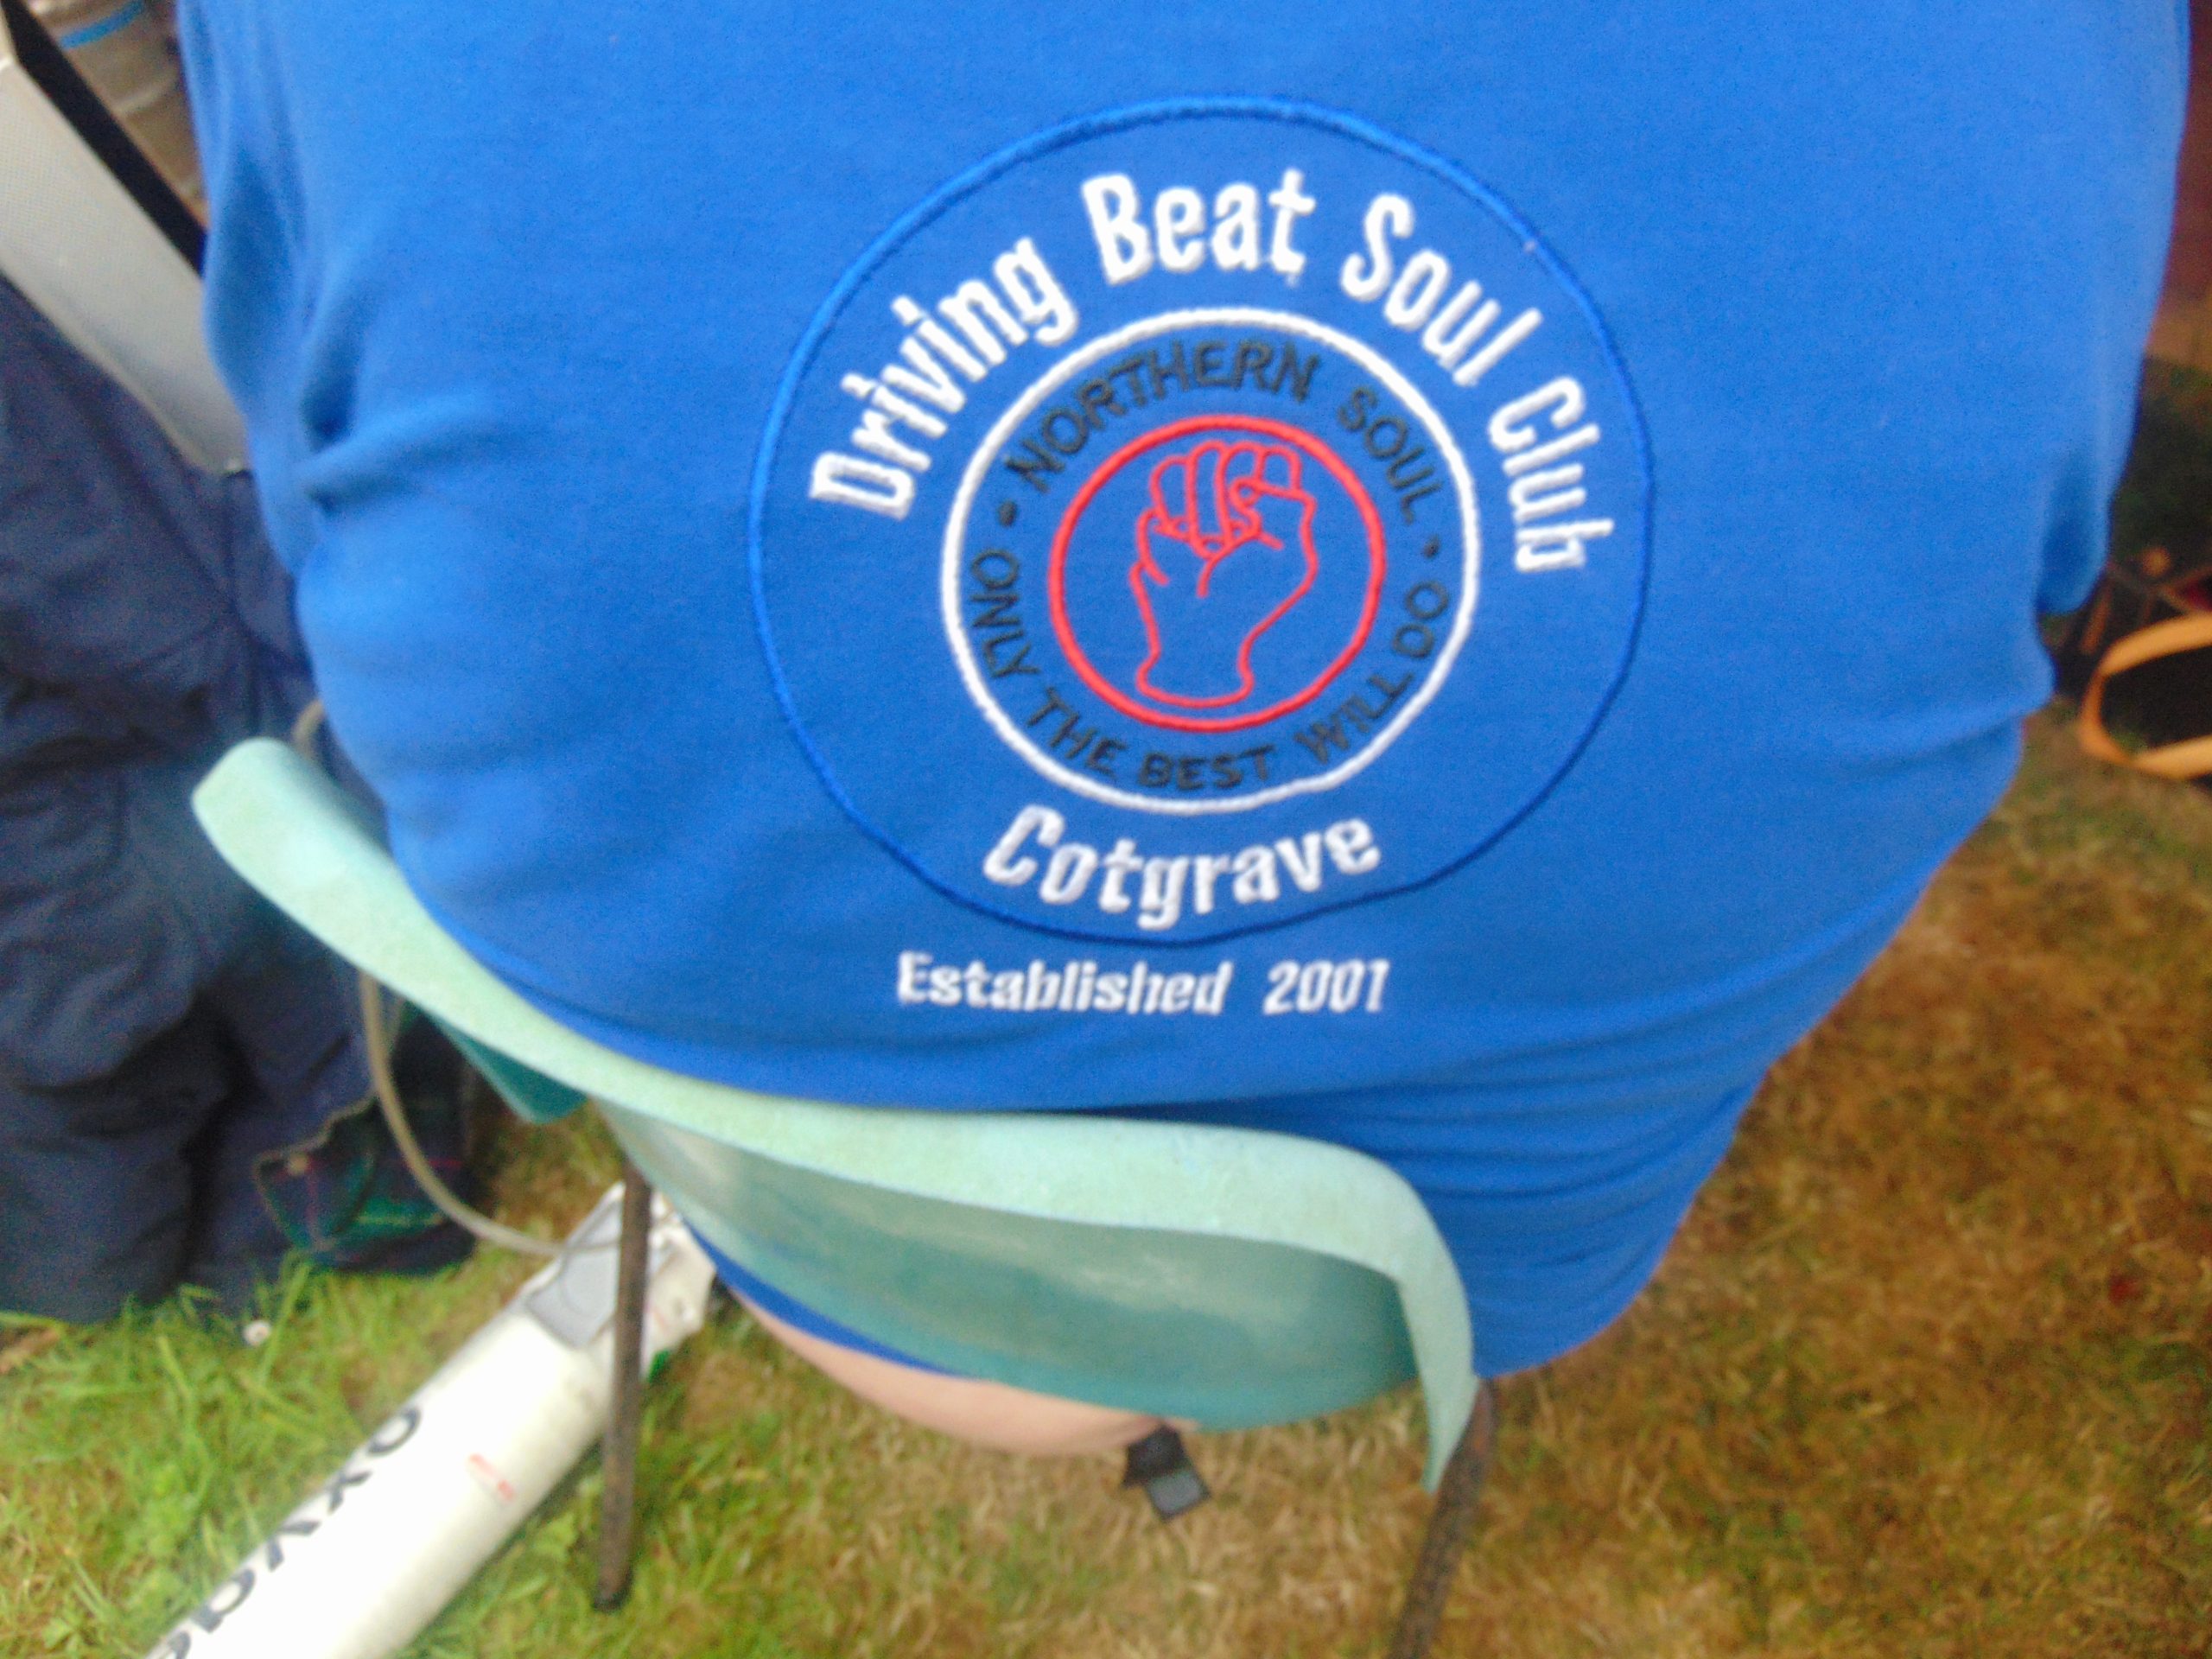 Driving Beat Soul Club
• NORTHERN SOUL •
ONLY THE BEST WILL DO
Cotgrave
Established 2001